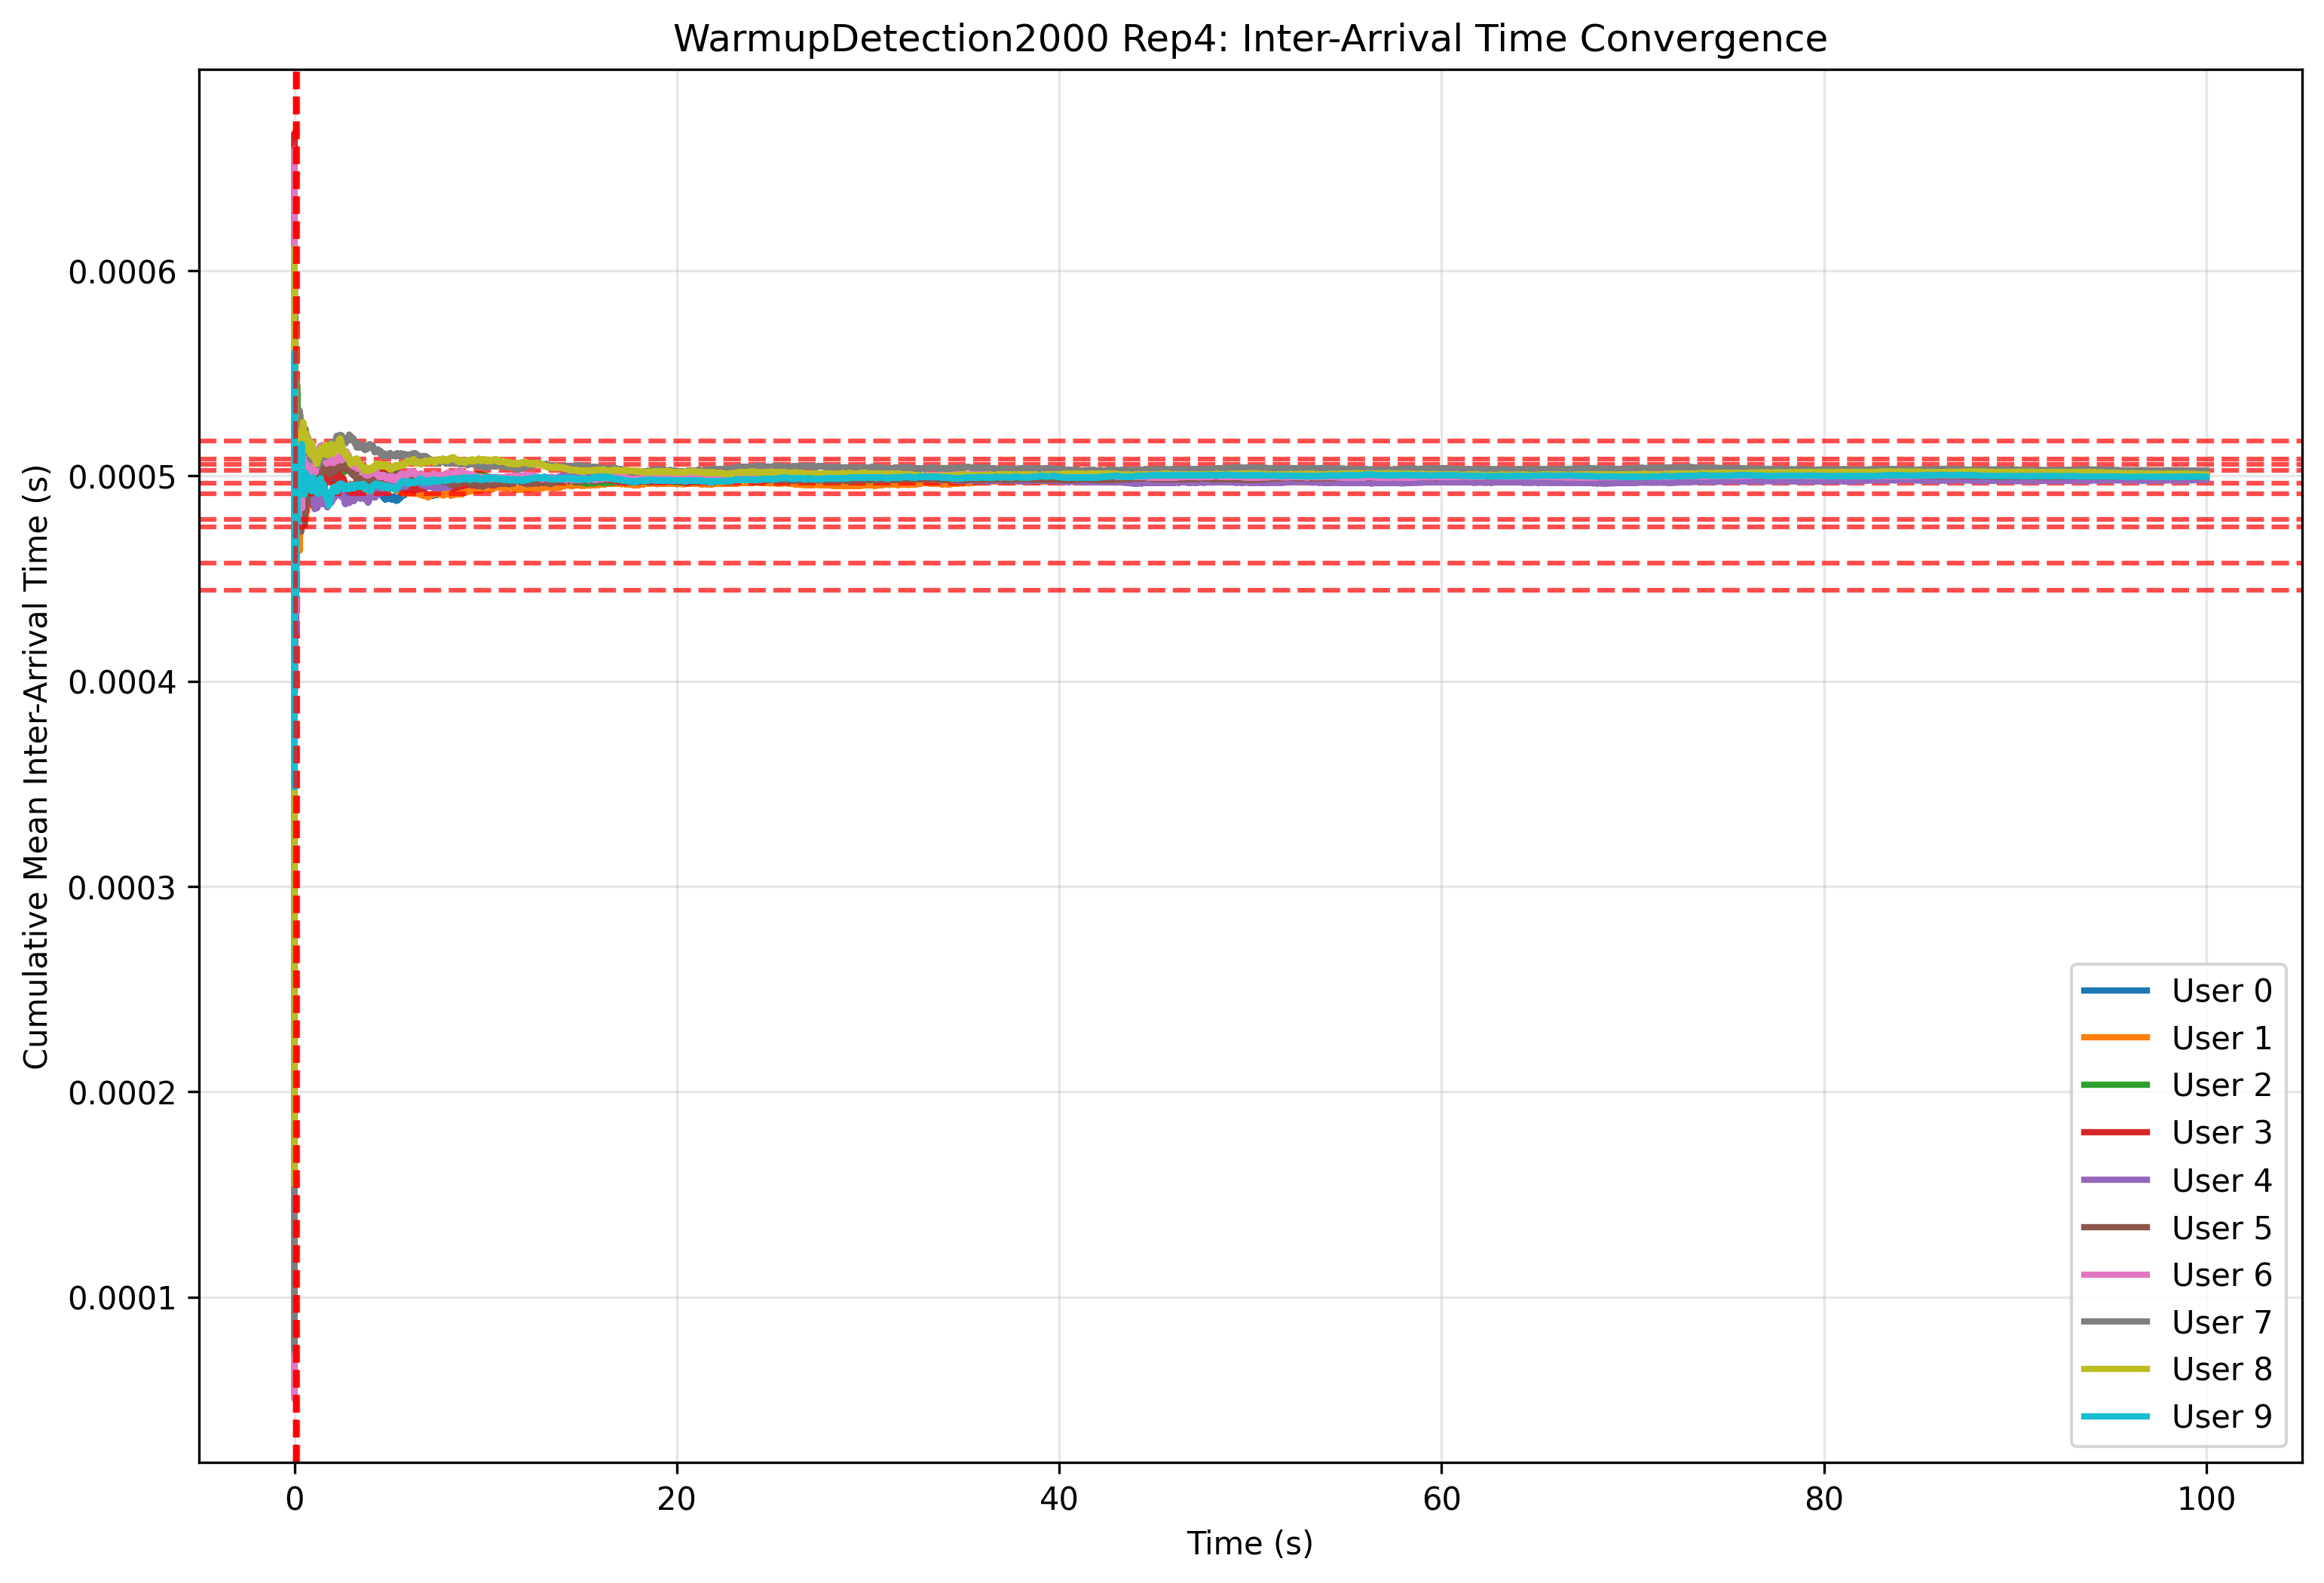 WarmupDetection2000 Rep4: Inter-Arrival Time Convergence
Cumulative Mean Inter-Arrival Time (s)
0.0006
0.0005
0.0004
0.0003
0.0002
0.0001
0
20
40
60
80
100
Time (s)
User 0
User 1
User 2
User 3
User 4
User 5
User 6
User 7
User 8
User 9